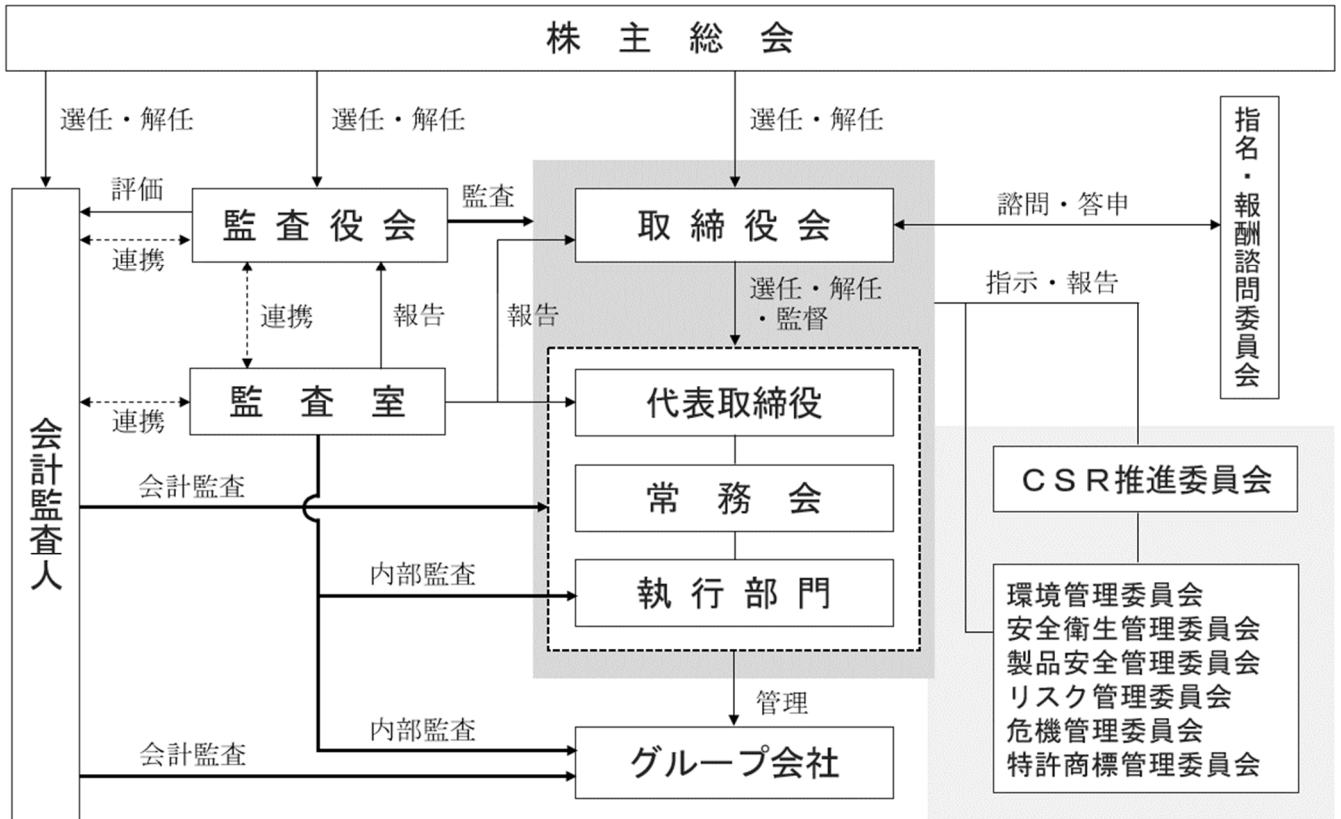 株主総会
選任・解任
選任・解任
選任・解任
指名・報酬諮問委員会
評価
監査役会
監査
取締役会
諮問・答申
連携
連携
報告
報告
選任・解任
・監督
指示・報告
監査室
連携
代表取締役
会計監査人
会計監査
常務会
CSR推進委員会
内部監査
執行部門
環境管理委員会
安全衛生管理委員会
製品安全管理委員会
リスク管理委員会
危機管理委員会
特許商標管理委員会
管理
内部監査
会計監査
グループ会社